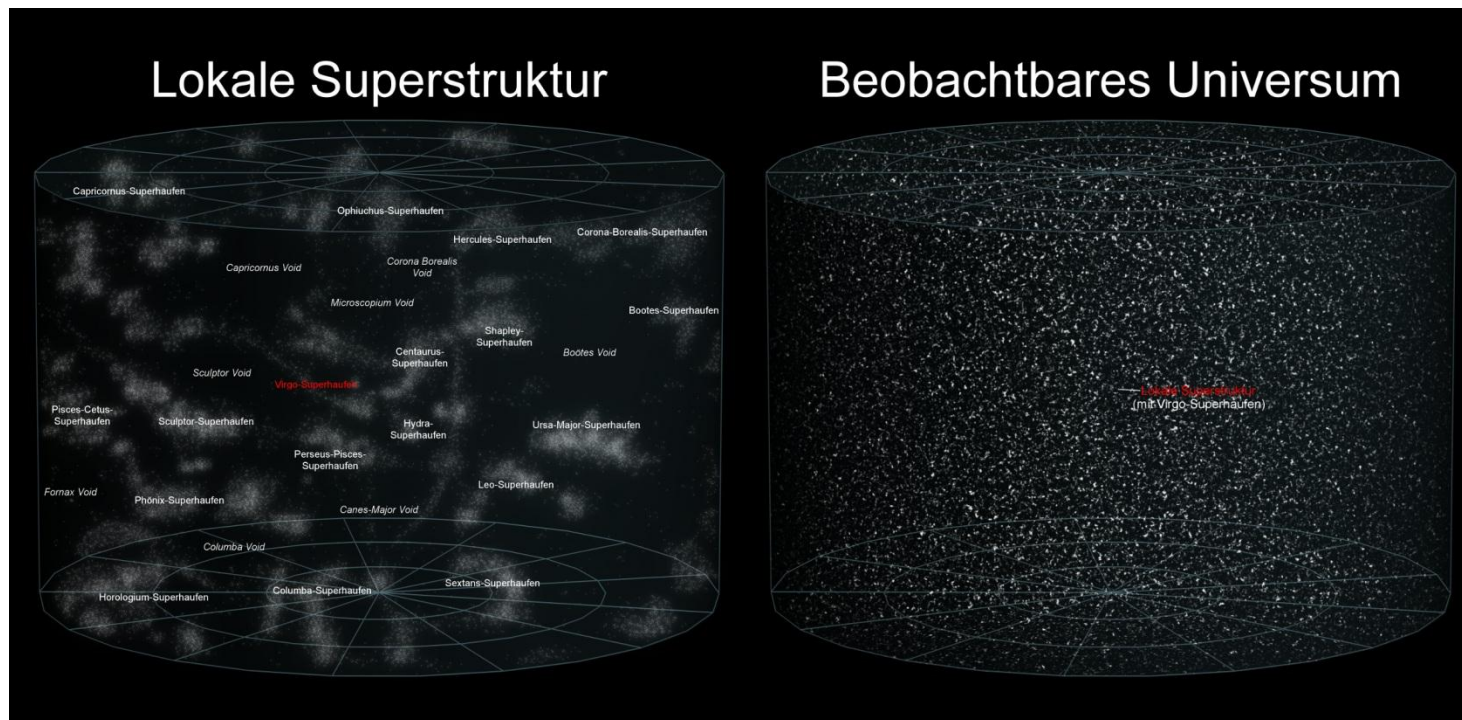 Lokale Superstruktur
Capricornus-Superhaufen
Ophiuchus-Superhaufen
Hercules-Superhaufen
Corona-Borealis-Superhaufen
Capricornus Void
Corona Borealis
Void
Microscopium Void
Bootes-Superhaufen
Shapley-
Superhaufen
Centaurus-
Superhaufen
Boötes Void
Sculptor Void
Virgo-Superhaufen
Pisces-Cetus-
Superhaufen
Sculptor-Superhaufen
Hydra-
Superhaufen
Ursa-Major-Superhaufen
Perseus-Pisces-
Superhaufen
Leo-Superhaufen
Fornax Void
Phönix-Superhaufen
Canes-Major Void
Columba Void
Horologium-Superhaufen
Columba-Superhaufen
Sextans-Superhaufen
Beobachtbares Universum
Lokale Superstruktur
(mit Virgo-Superhaufen)